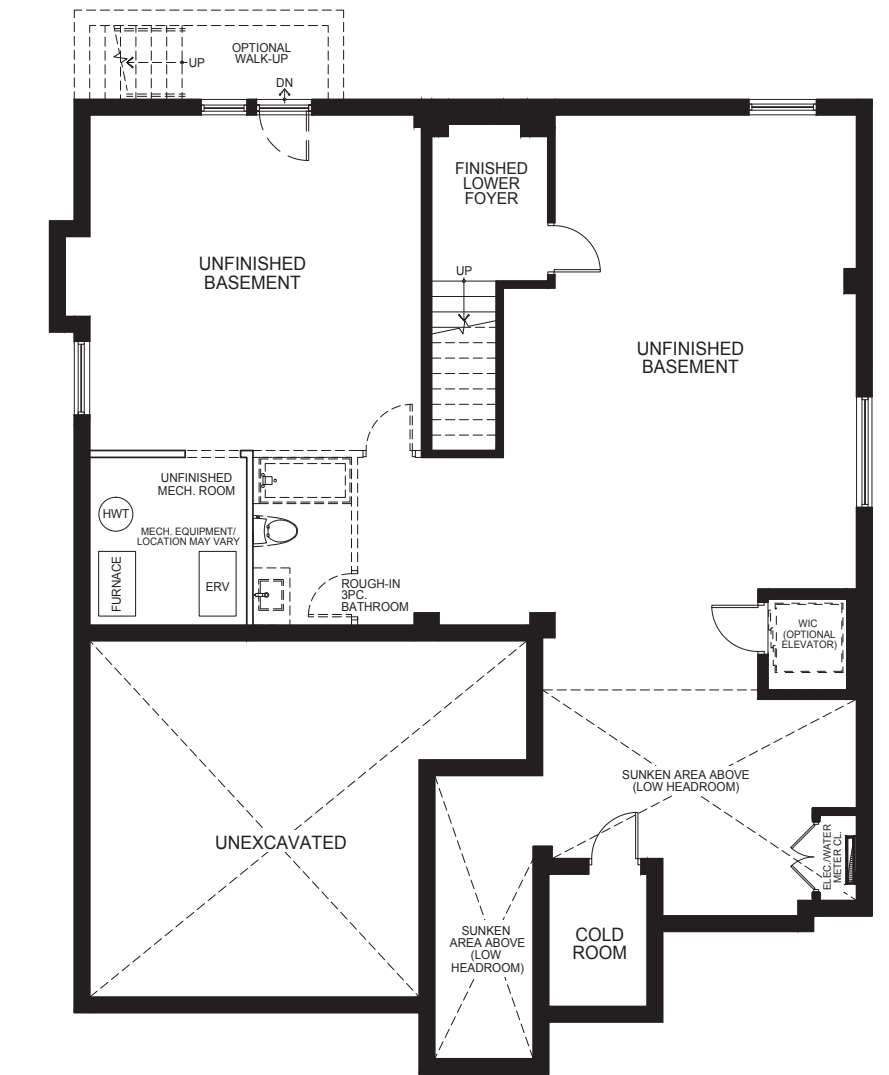 OPTIONAL
WALK-UP
UP
DN
FINISHED
LOWER
FOYER
UNFINISHED
BASEMENT
UP
UNFINISHED
BASEMENT
UNFINISHED
MECH. ROOM
HWT
MECH. EQUIPMENT/
LOCATION MAY VARY
FURNACE
ERV
ROUGH-IN
3PC.
BATHROOM
WIC
(OPTIONAL
ELEVATOR)
SUNKEN AREA ABOVE
(LOW HEADROOM)
UNEXCAVATED
ELEC./WATER
METER CL.
SUNKEN
AREA ABOVE
(LOW
HEADROOM)
COLD
ROOM